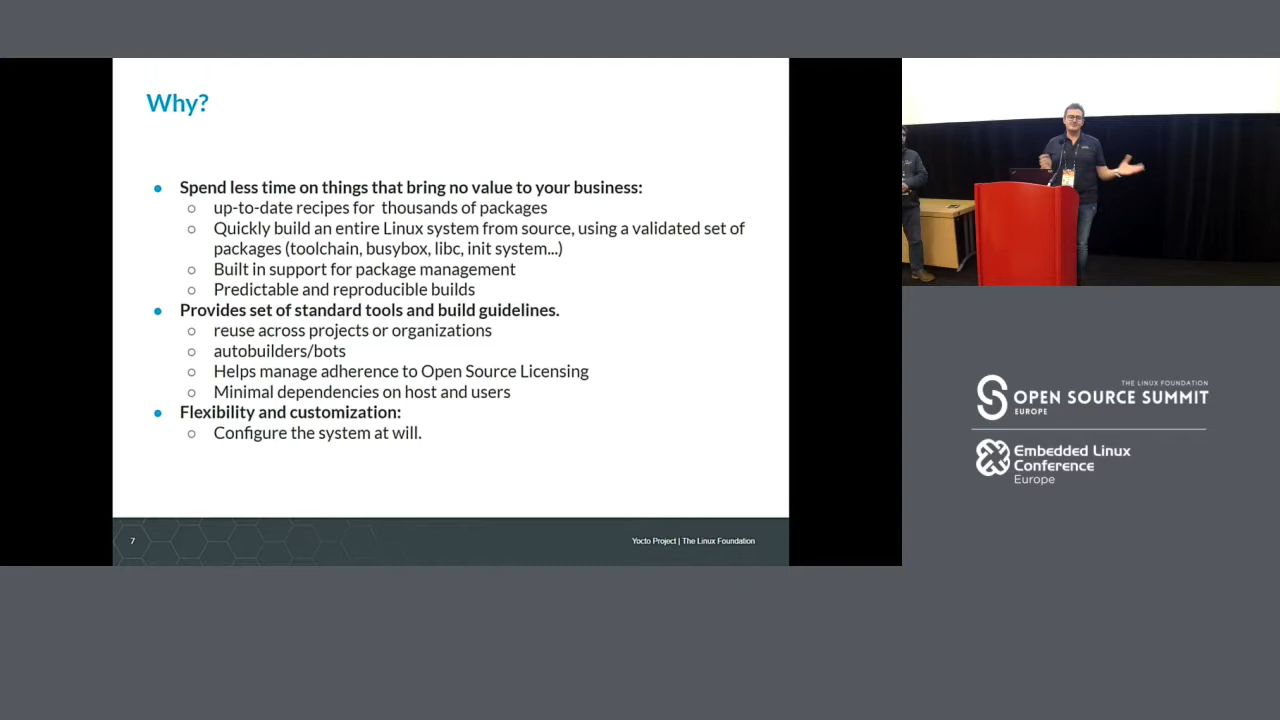 Why?
● Spend less time on things that bring no value to your business:
○ up-to-date recipes for thousands of packages
○ Quickly build an entire Linux system from source, using a validated set of
packages (toolchain, busybox, libc, init system...)
○ Built in support for package management
○ Predictable and reproducible builds
● Provides set of standard tools and build guidelines.
○ reuse across projects or organizations
○ autobuilders/bots
○ Helps manage adherence to Open Source Licensing
○ Minimal dependencies on host and users
● Flexibility and customization:
○ Configure the system at will.
7
Yocto Project | The Linux Foundation
THE LINUX FOUNDATION
OPEN SOURCE SUMMIT
EUROPE
Embedded Linux
Conference
Europe